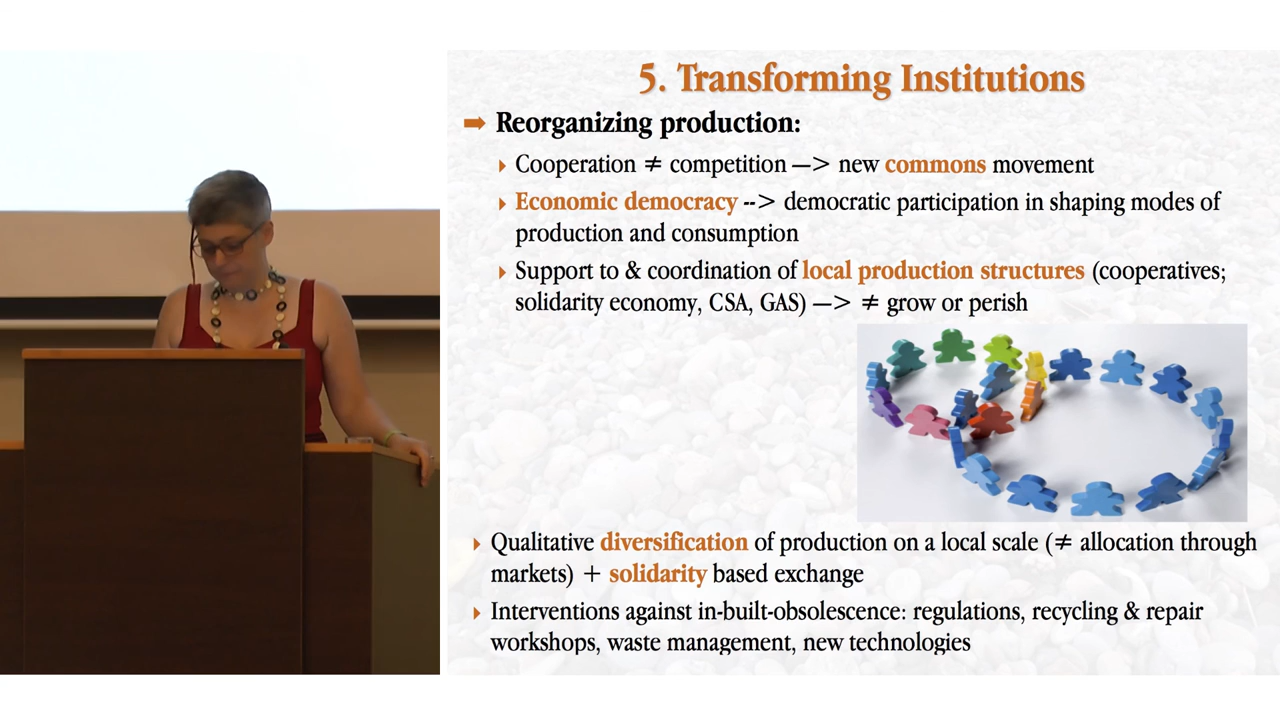 5. Transforming Institutions
➡ Reorganizing production:
Cooperation ≠ competition —> new commons movement
Economic democracy --> democratic participation in shaping modes of
production and consumption
Support to & coordination of local production structures (cooperatives;
solidarity economy, CSA, GAS) —> ≠ grow or perish
Qualitative diversification of production on a local scale (≠ allocation through
markets) + solidarity based exchange
Interventions against in-built-obsolescence: regulations, recycling & repair
workshops, waste management, new technologies